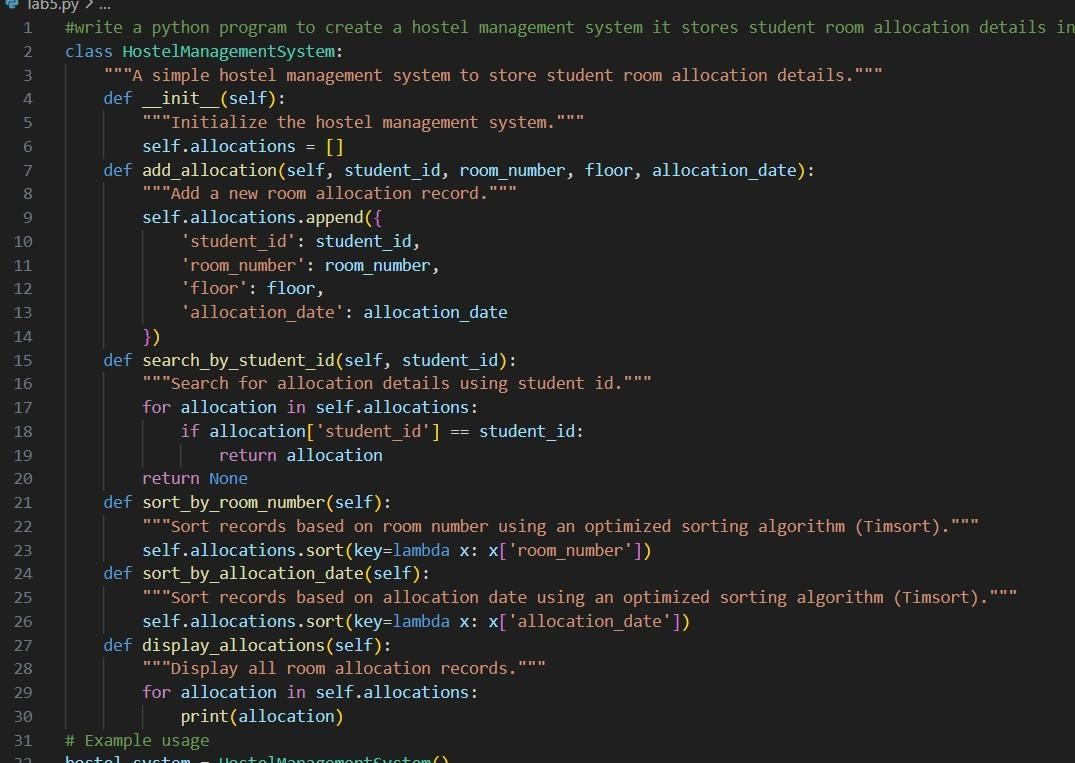 lab5.py > ...
1 #write a python program to create a hostel management system it stores student room allocation details in
2 class HostelManagementSystem:
3     """A simple hostel management system to store student room allocation details."""
4     def __init__(self):
5         """Initialize the hostel management system."""
6         self.allocations = []
7     def add_allocation(self, student_id, room_number, floor, allocation_date):
8         """Add a new room allocation record."""
9         self.allocations.append({
10             'student_id': student_id,
11             'room_number': room_number,
12             'floor': floor,
13             'allocation_date': allocation_date
14         })
15     def search_by_student_id(self, student_id):
16         """Search for allocation details using student id."""
17         for allocation in self.allocations:
18             if allocation['student_id'] == student_id:
19                 return allocation
20         return None
21     def sort_by_room_number(self):
22         """Sort records based on room number using an optimized sorting algorithm (Timsort)."""
23         self.allocations.sort(key=lambda x: x['room_number'])
24     def sort_by_allocation_date(self):
25         """Sort records based on allocation date using an optimized sorting algorithm (Timsort)."""
26         self.allocations.sort(key=lambda x: x['allocation_date'])
27     def display_allocations(self):
28         """Display all room allocation records."""
29         for allocation in self.allocations:
30             print(allocation)
31 # Example usage
32 hostel_system = HostelManagementSystem()